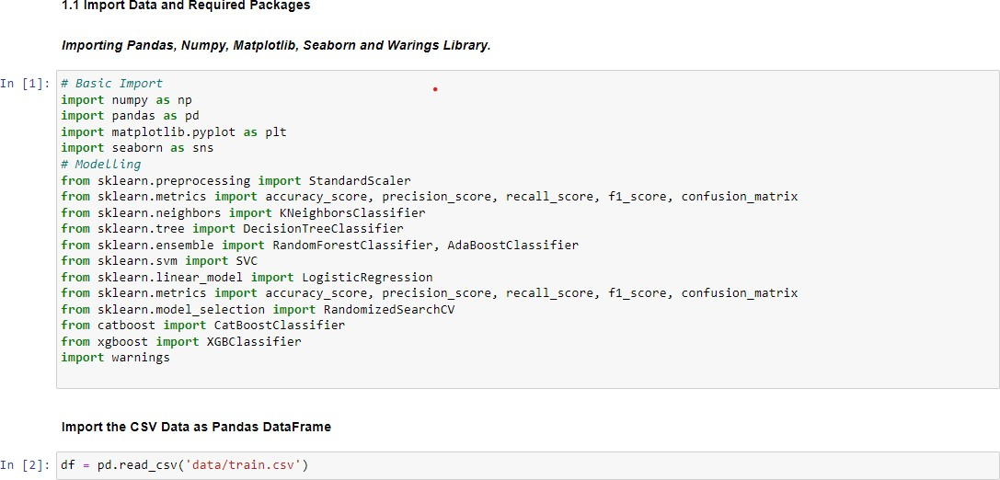 1.1 Import Data and Required Packages
Importing Pandas, Numpy, Matplotlib, Seaborn and Warings Library.
In [1]:
# Basic Import
import numpy as np
import pandas as pd
import matplotlib.pyplot as plt
import seaborn as sns
# Modelling
from sklearn.preprocessing import StandardScaler
from sklearn.metrics import accuracy_score, precision_score, recall_score, f1_score, confusion_matrix
from sklearn.neighbors import KNeighborsClassifier
from sklearn.tree import DecisionTreeClassifier
from sklearn.ensemble import RandomForestClassifier, AdaBoostClassifier
from sklearn.svm import SVC
from sklearn.linear_model import LogisticRegression
from sklearn.metrics import accuracy_score, precision_score, recall_score, f1_score, confusion_matrix
from sklearn.model_selection import RandomizedSearchCV
from catboost import CatBoostClassifier
from xgboost import XGBClassifier
import warnings
Import the CSV Data as Pandas DataFrame
In [2]:
df = pd.read_csv('data/train.csv')